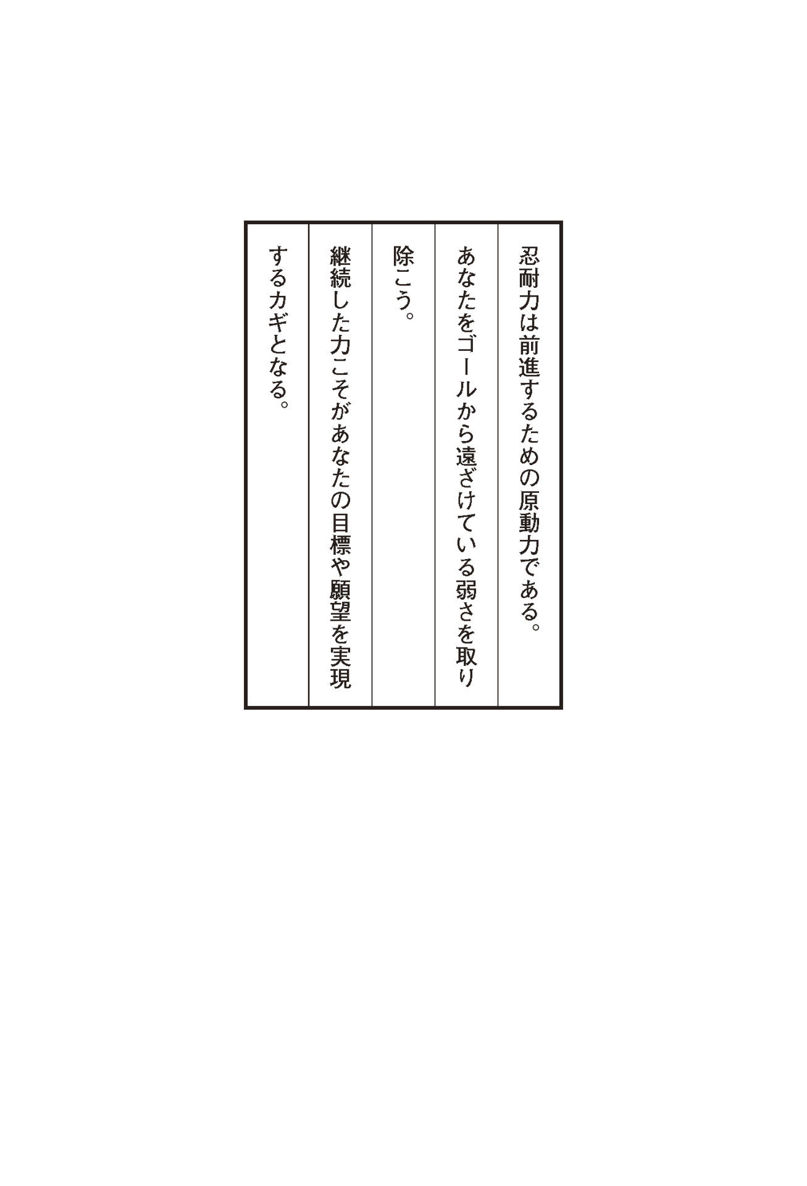 忍耐力は前進するための原動力である。
あなたをゴールから遠ざけている弱さを取り
除こう。
継続した力こそがあなたの目標や願望を実現
するカギとなる。